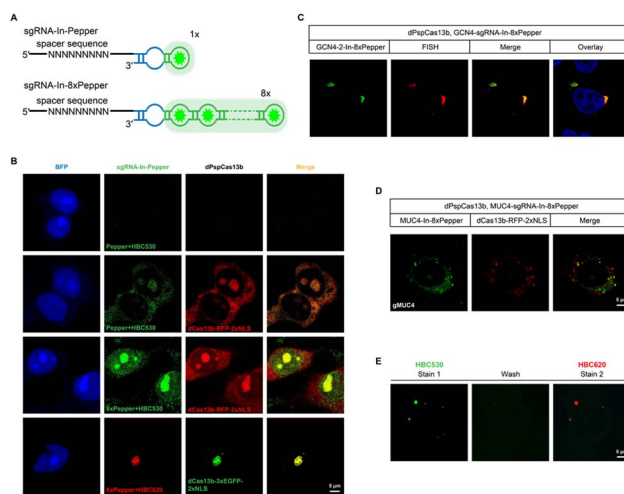 A
sgRNA-In-Pepper
spacer sequence
1x
5'
NNNNNNNNN
3'
sgRNA-In-8xPepper
spacer sequence
8x
5'
NNNNNNNNN
3'
B
BFP
sgRNA-In-Pepper
dPspCas13b
Merge
Pepper+HBC530
Pepper+HBC530
dCas13b-RFP-2xNLS
8xPepper+HBC530
dCas13b-RFP-2xNLS
8xPepper+HBC620
dCas13b-3xEGFP-
2xNLS
5 µm
C
dPspCas13b, GCN4-sgRNA-In-8xPepper
GCN4-2-In-8xPepper
FISH
Merge
Overlay
D
dPspCas13b, MUC4-sgRNA-In-8xPepper
MUC4-In-8xPepper
dCas13b-RFP-2xNLS
Merge
gMUC4
5 µm
E
HBC530
Stain 1
Wash
HBC620
Stain 2
5 µm